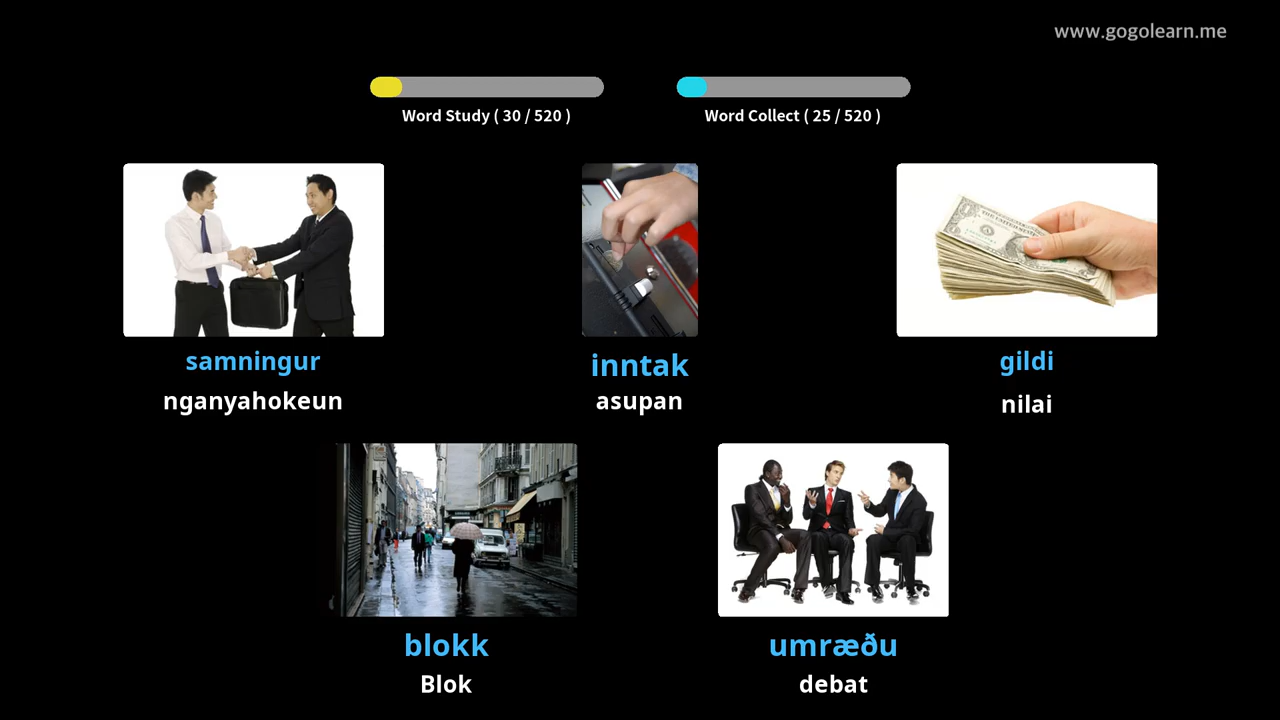 www.gogolearn.me
Word Study ( 30 / 520 )
Word Collect ( 25 / 520 )
samningur
nganyahokeun
inntak
asupan
gildi
nilai
blokk
Blok
umræðu
debat